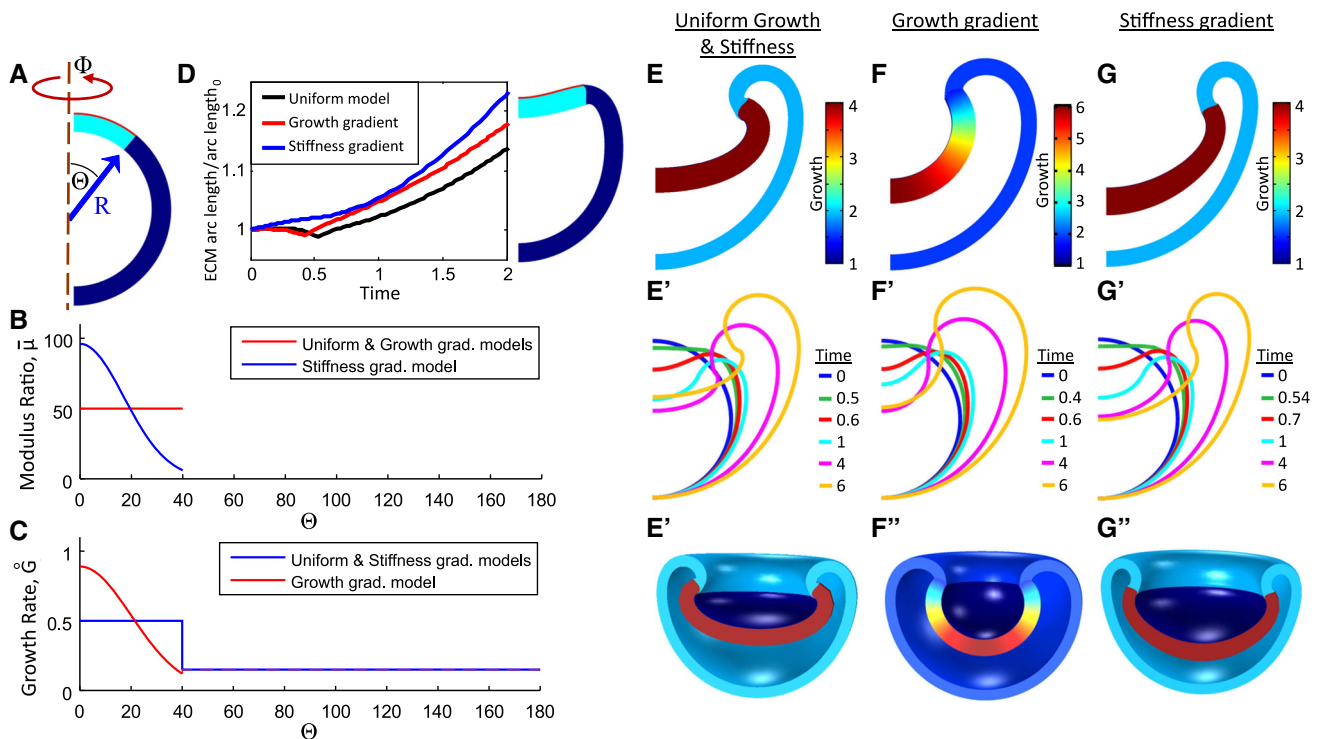 Uniform Growth
& Stiffness
Growth gradient
Stiffness gradient
A
Φ
Θ
R
D
ECM arc length/arc length0
1.2
1.1
1
Uniform model
Growth gradient
Stiffness gradient
0
0.5
1.0
1.5
2
Time
E
4
3
2
1
Growth
F
6
5
4
3
2
1
Growth
G
4
3
2
1
Growth
B
Modulus Ratio, μ̄
100
50
0
Uniform & Growth grad. models
Stiffness grad. model
0 20 40 60 80 100 120 140 160 180
Θ
C
Growth Rate, G̊
1
0.5
0
Uniform & Stiffness grad. models
Growth grad. model
0 20 40 60 80 100 120 140 160 180
Θ
E'
Time
0
0.5
0.6
1
4
6
F'
Time
0
0.4
0.6
1
4
6
G'
Time
0
0.54
0.7
1
4
6
E'
F"
G"